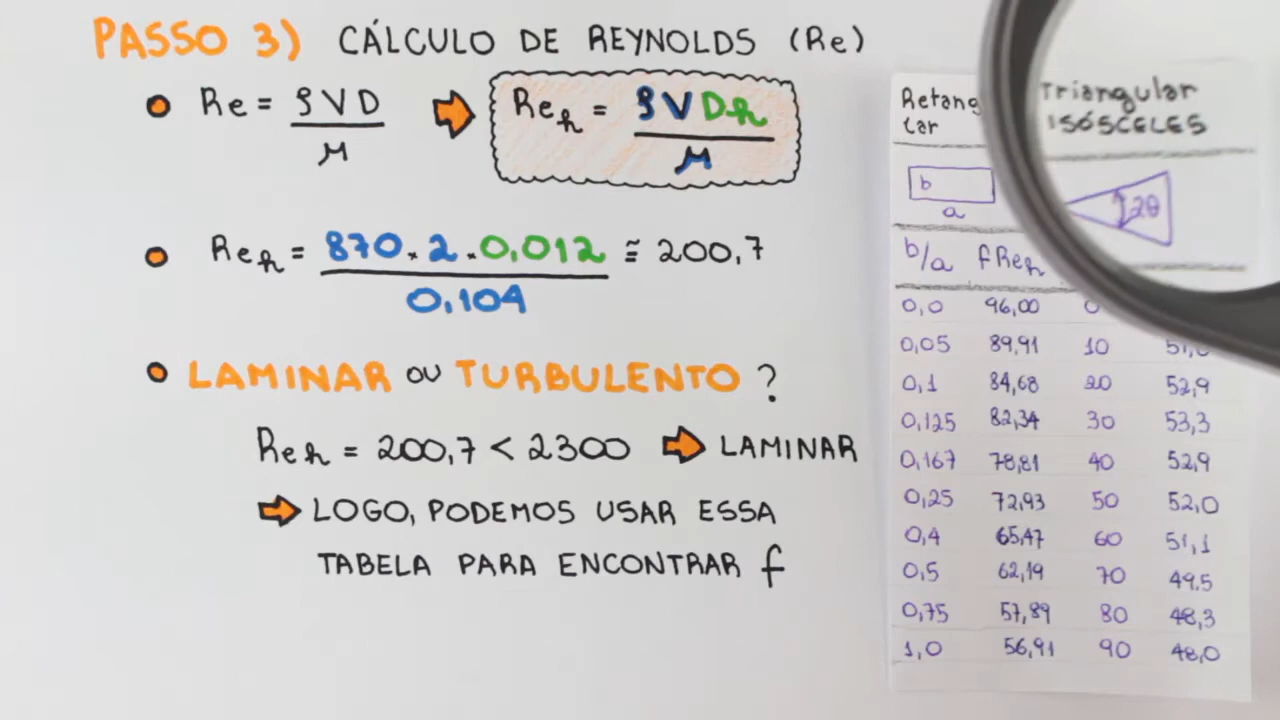 PASSO 3) CÁLCULO DE REYNOLDS (Re)
Re = ρVD / μ ➡ Reₕ = ρVDₕ / μ
Reₕ = 870 . 2 . 0,012 / 0,104 ≅ 200,7
LAMINAR OU TURBULENTO ?
Reₕ = 200,7 < 2300 ➡ LAMINAR
➡ LOGO, PODEMOS USAR ESSA
TABELA PARA ENCONTRAR f
Retang
lar
Triangular
ISÓSCELES
b
a
2θ
b/a fReₕ
0,0 96,00 0
0,05 89,91 10
0,1 84,68 20 52,9
0,125 82,34 30 53,3
0,167 78,81 40 52,9
0,25 72,93 50 52,0
0,4 65,47 60 51,1
0,5 62,19 70 49.5
0,75 57,89 80 48,3
1,0 56,91 90 48,0